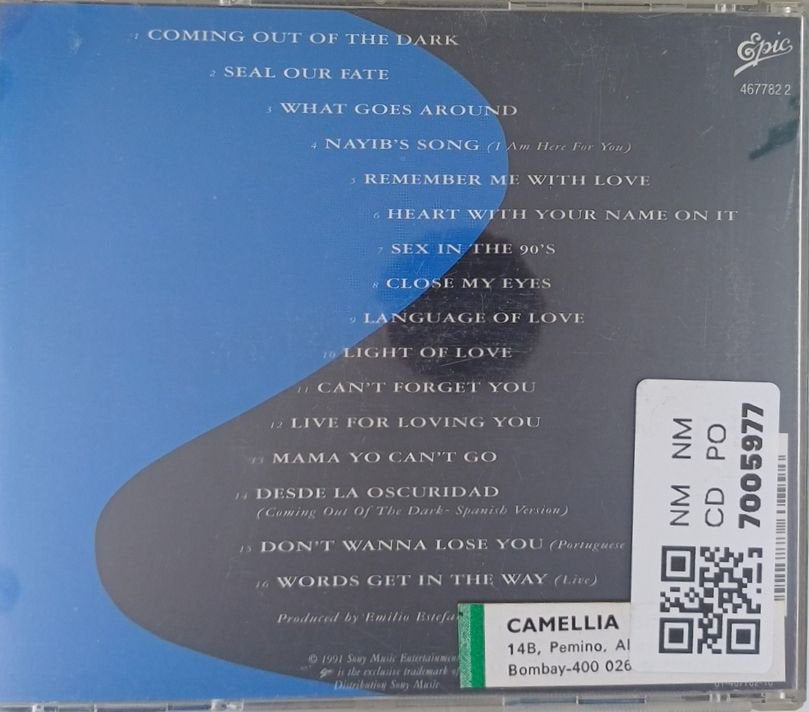 1 COMING OUT OF THE DARK
Epic
467782 2
2 SEAL OUR FATE
3 WHAT GOES AROUND
4 NAYIB'S SONG (I Am Here For You)
5 REMEMBER ME WITH LOVE
6 HEART WITH YOUR NAME ON IT
7 SEX IN THE 90'S
8 CLOSE MY EYES
9 LANGUAGE OF LOVE
10 LIGHT OF LOVE
11 CAN'T FORGET YOU
12 LIVE FOR LOVING YOU
13 MAMA YO CAN'T GO
14 DESDE LA OSCURIDAD
(Coming Out Of The Dark- Spanish Version)
15 DON'T WANNA LOSE YOU (Portuguese
16 WORDS GET IN THE WAY (Live)
Produced by Emilio Estefa
© 1991 Sony Music Entertainment
is the exclusive trademark of
Distribution Sony Music
NM NM
CD PO
7005977
CAMELLIA
14B, Pemino, Al
Bombay-400 026